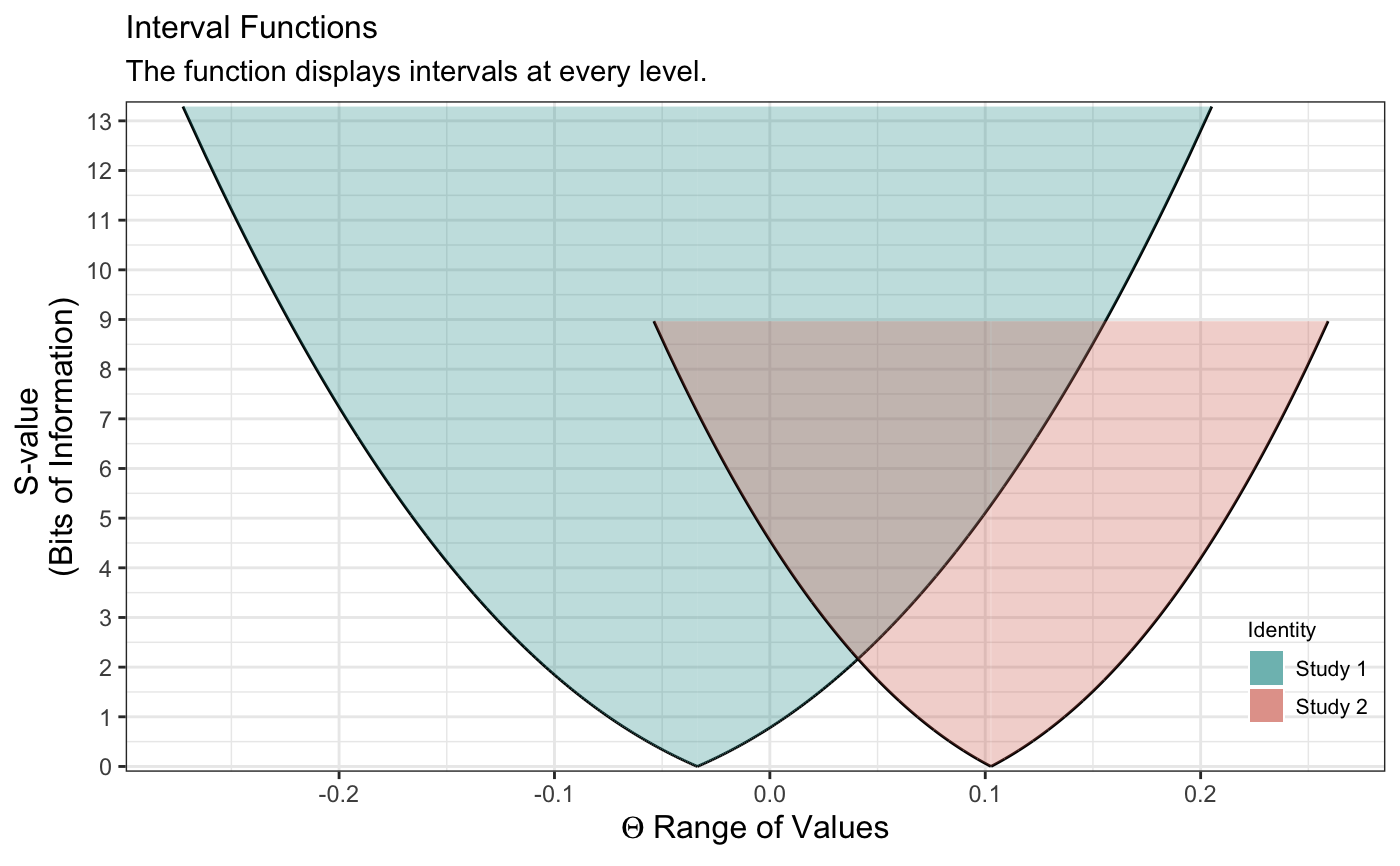 Interval Functions
The function displays intervals at every level.
S-value
(Bits of Information)
13
12
11
10
9
8
7
6
5
4
3
2
1
0
Identity
Study 1
Study 2
-0.2
-0.1
0.0
0.1
0.2
Θ Range of Values